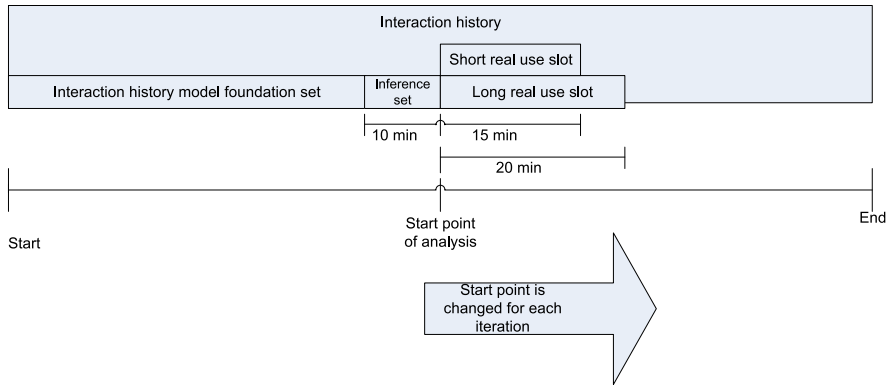 Interaction history
Short real use slot
Interaction history model foundation set
Inference
set
Long real use slot
10 min
15 min
20 min
Start point
of analysis
Start
End
Start point is
changed for each
iteration